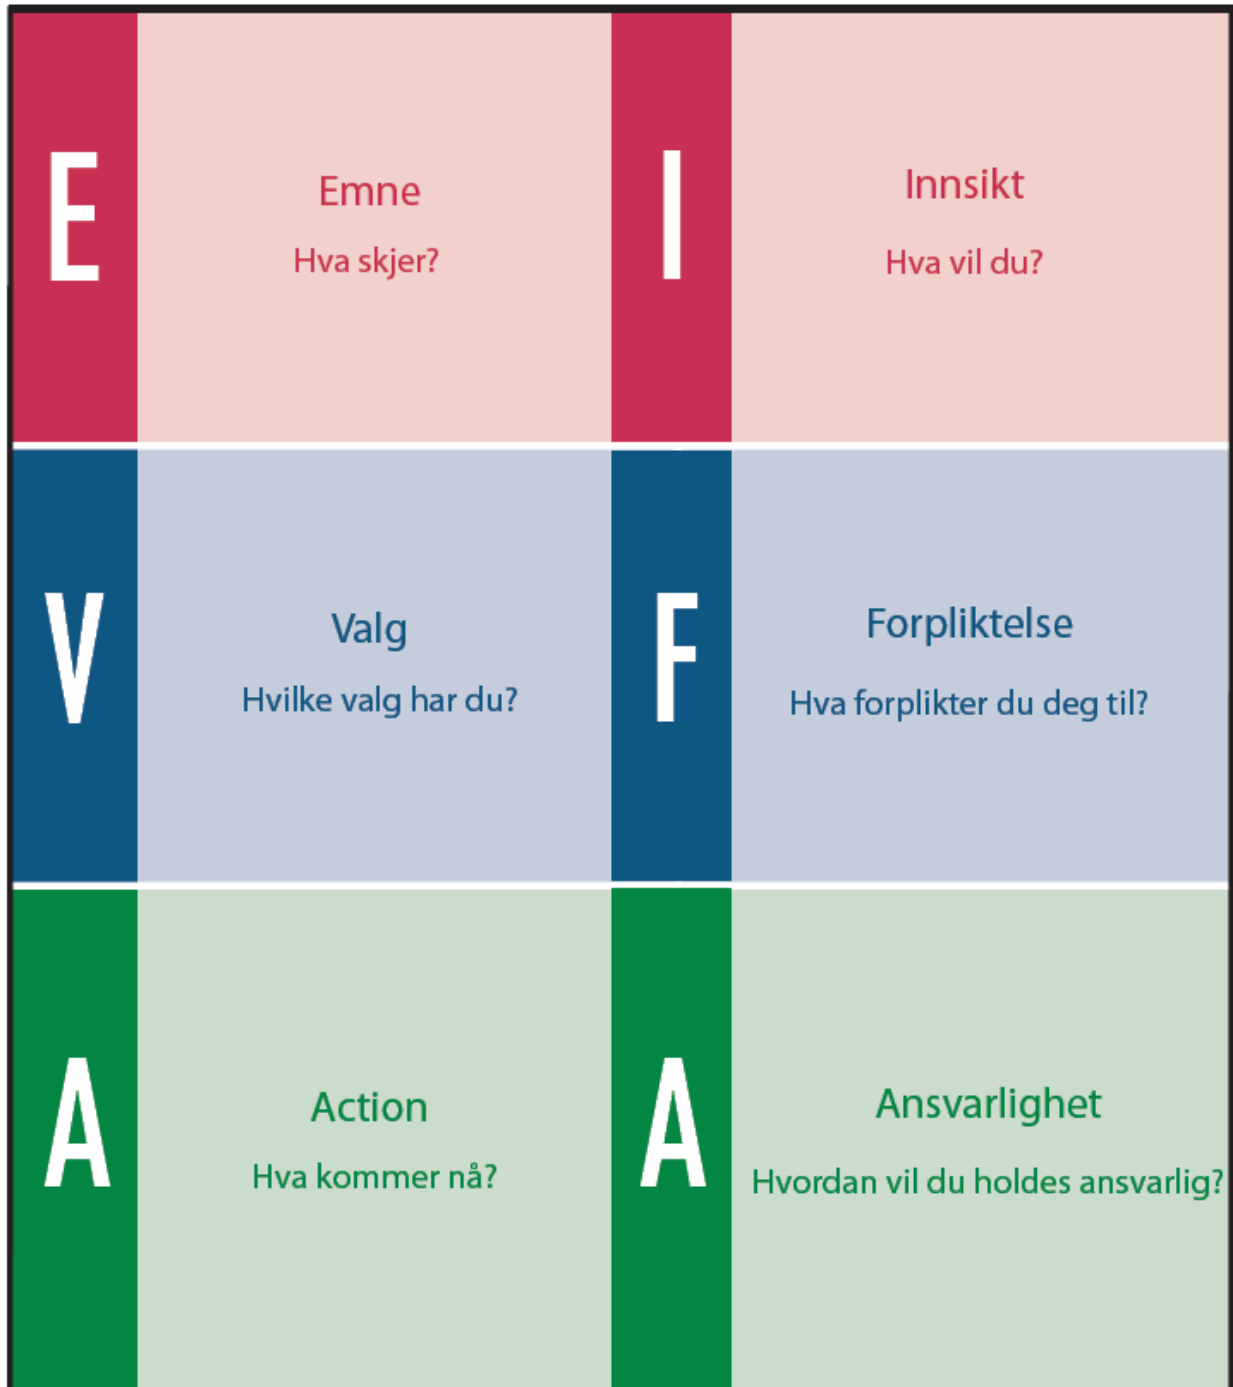 E
Emne
Hva skjer?
I
Innsikt
Hva vil du?
V
Valg
Hvilke valg har du?
F
Forpliktelse
Hva forplikter du deg til?
A
Action
Hva kommer nå?
A
Ansvarlighet
Hvordan vil du holdes ansvarlig?